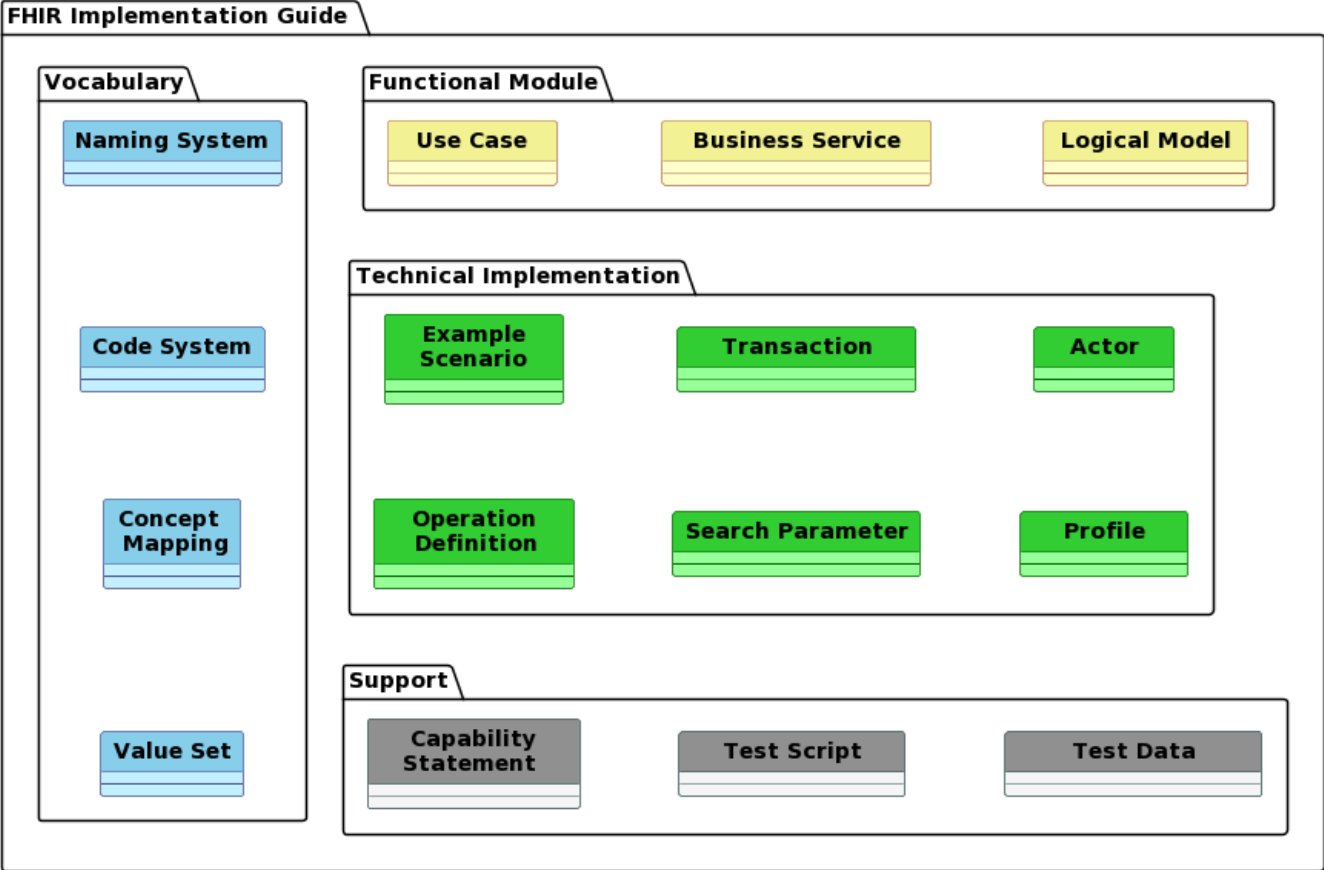 FHIR Implementation Guide
Vocabulary
Naming System
Code System
Concept
Mapping
Value Set
Functional Module
Use Case
Business Service
Logical Model
Technical Implementation
Example
Scenario
Transaction
Actor
Operation
Definition
Search Parameter
Profile
Support
Capability
Statement
Test Script
Test Data